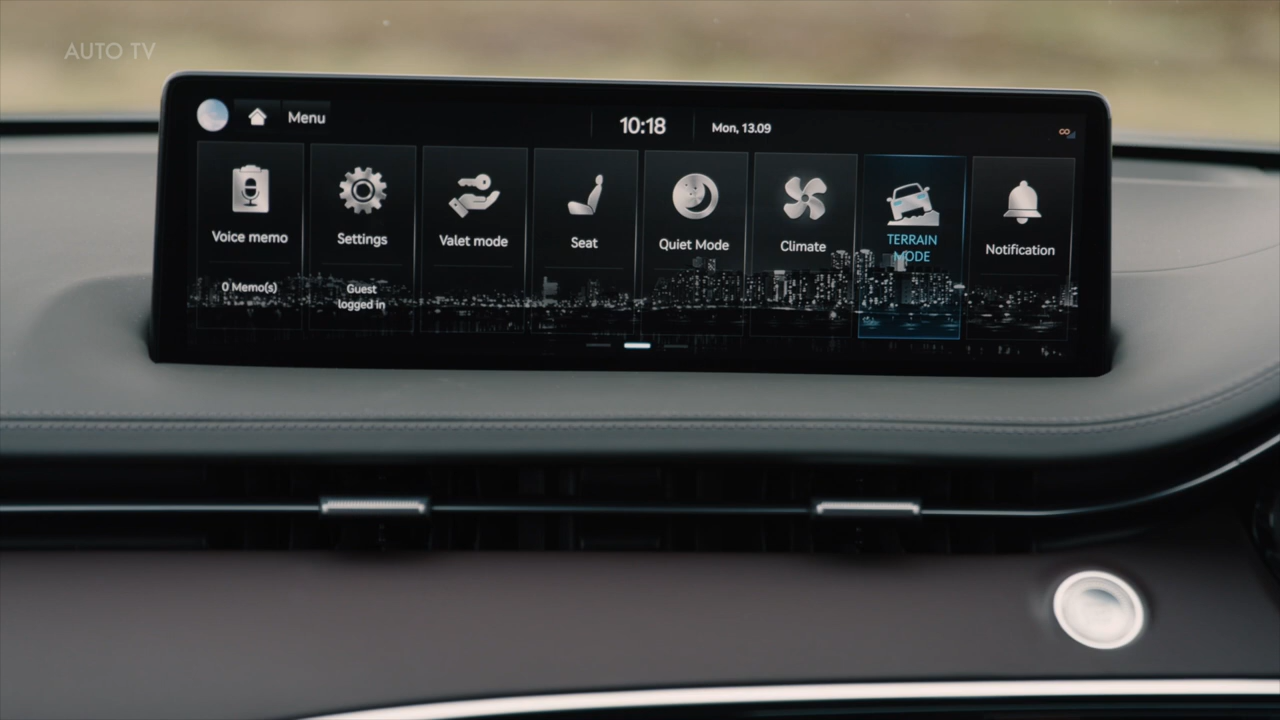 AUTO TV
Menu
10:18
Mon, 13.09
Voice memo
0 Memo(s)
Settings
Guest
logged in
Valet mode
Seat
Quiet Mode
Climate
TERRAIN
MODE
Notification